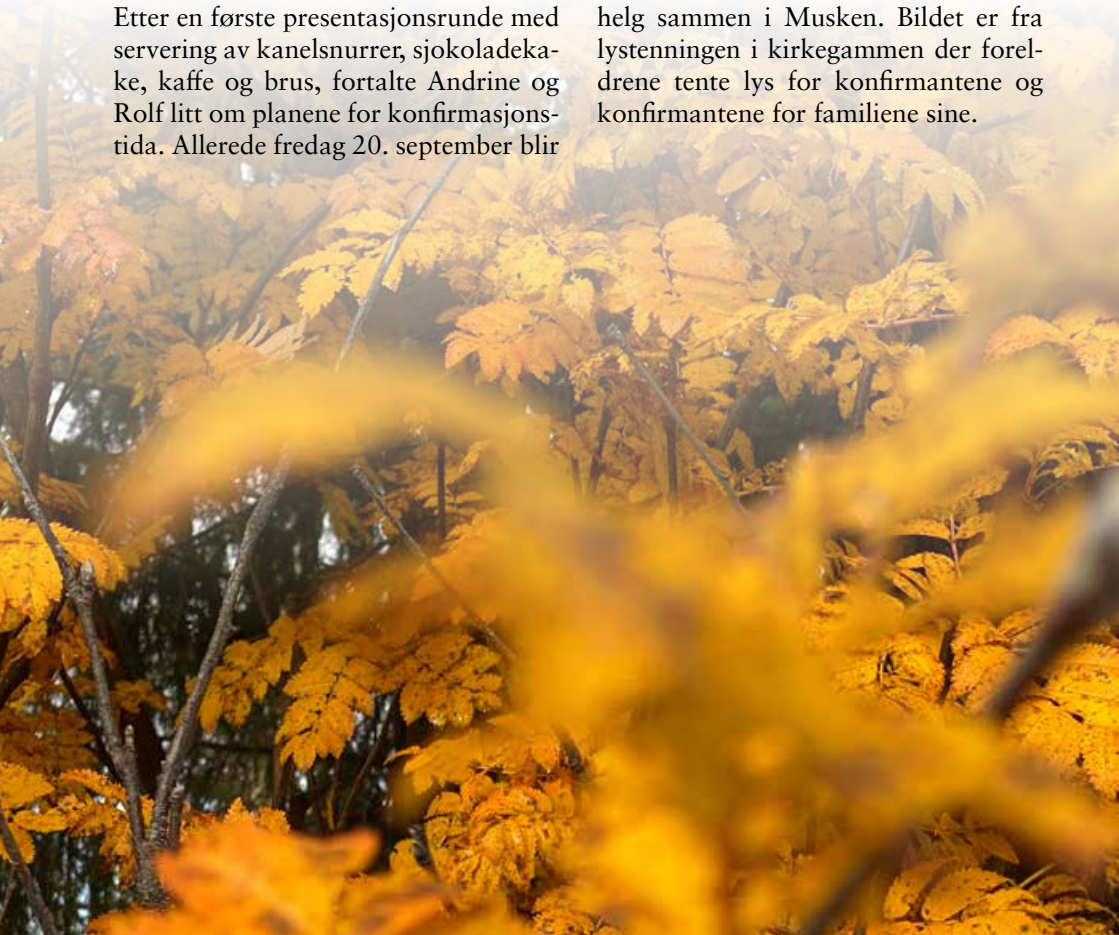 Etter en første presentasjonsrunde med
servering av kanelsnurrer, sjokoladeka-
ke, kaffe og brus, fortalte Andrine og
Rolf litt om planene for konfirmasjons-
tida. Allerede fredag 20. september blir
helg sammen i Musken. Bildet er fra
lystenningen i kirkegammen der forel-
drene tente lys for konfirmantene og
konfirmantene for familiene sine.